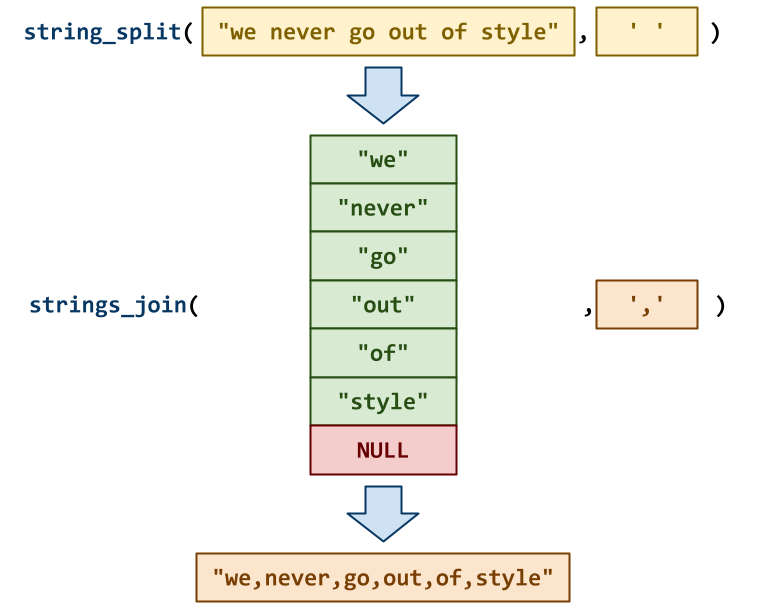 string_split( "we never go out of style" , ' ' )
"we"
"never"
"go"
strings_join( "out" , ',' )
"of"
"style"
NULL
"we,never,go,out,of,style"